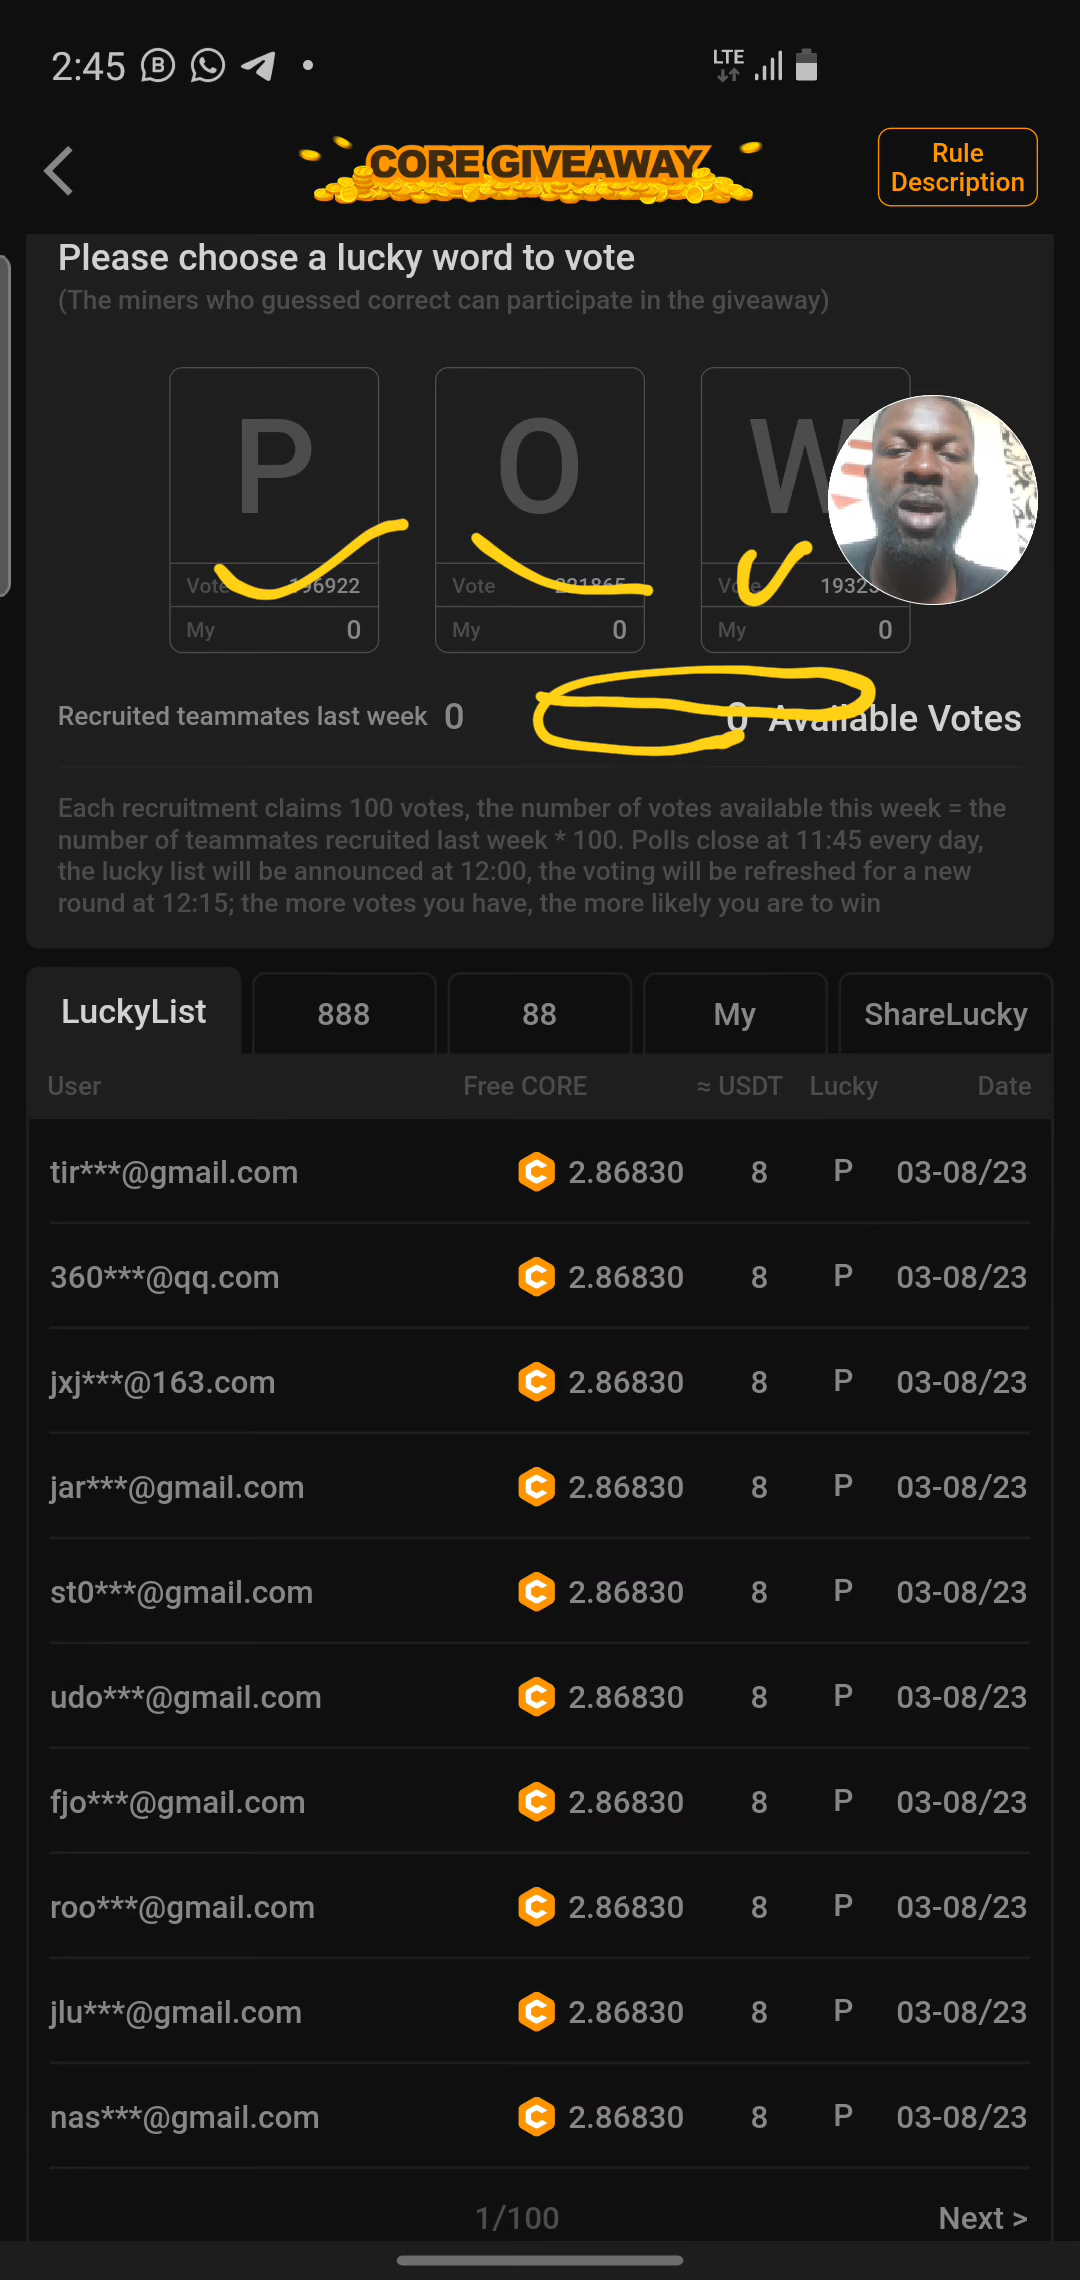 2:45
LTE
CORE GIVEAWAY
Rule
Description
Please choose a lucky word to vote
(The miners who guessed correct can participate in the giveaway)
P O W
Vote 196922 Vote 221865 Vote
My 0 My 0 My 0
Recruited teammates last week 0 0 Available Votes
Each recruitment claims 100 votes, the number of votes available this week = the
number of teammates recruited last week * 100. Polls close at 11:45 every day,
the lucky list will be announced at 12:00, the voting will be refreshed for a new
round at 12:15; the more votes you have, the more likely you are to win
LuckyList 888 88 My ShareLucky
User Free CORE ≈ USDT Lucky Date
tir***@gmail.com 2.86830 8 P 03-08/23
360***@qq.com 2.86830 8 P 03-08/23
jxj***@163.com 2.86830 8 P 03-08/23
jar***@gmail.com 2.86830 8 P 03-08/23
st0***@gmail.com 2.86830 8 P 03-08/23
udo***@gmail.com 2.86830 8 P 03-08/23
fjo***@gmail.com 2.86830 8 P 03-08/23
roo***@gmail.com 2.86830 8 P 03-08/23
jlu***@gmail.com 2.86830 8 P 03-08/23
nas***@gmail.com 2.86830 8 P 03-08/23
1/100 Next >